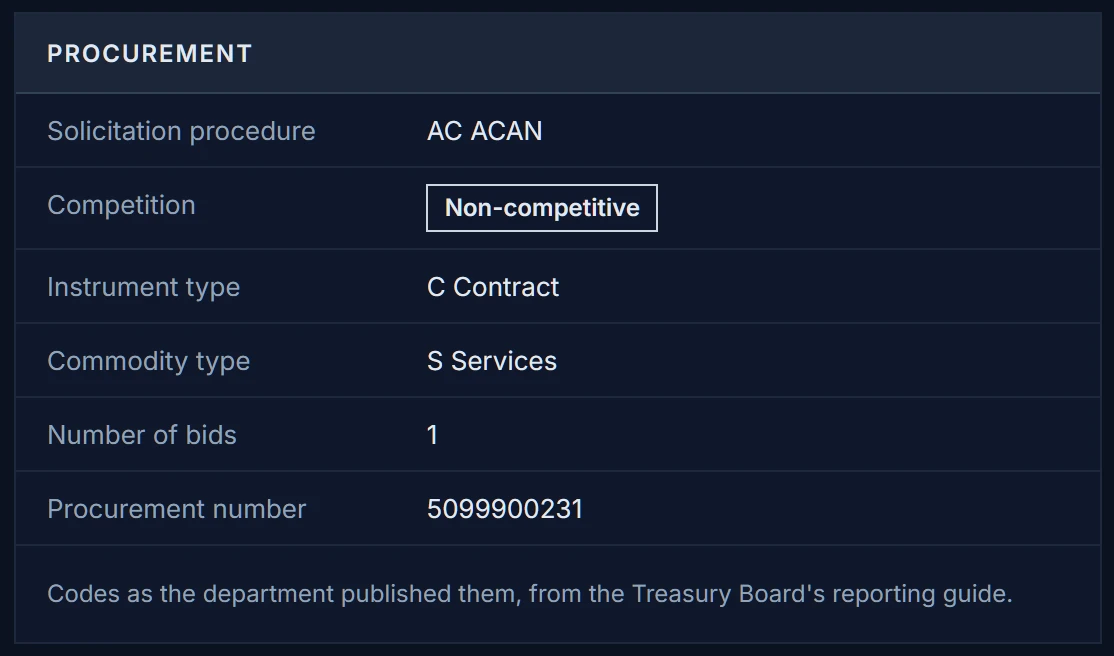 PROCUREMENT
Solicitation procedure AC ACAN
Competition Non-competitive
Instrument type C Contract
Commodity type S Services
Number of bids 1
Procurement number 5099900231
Codes as the department published them, from the Treasury Board's reporting guide.